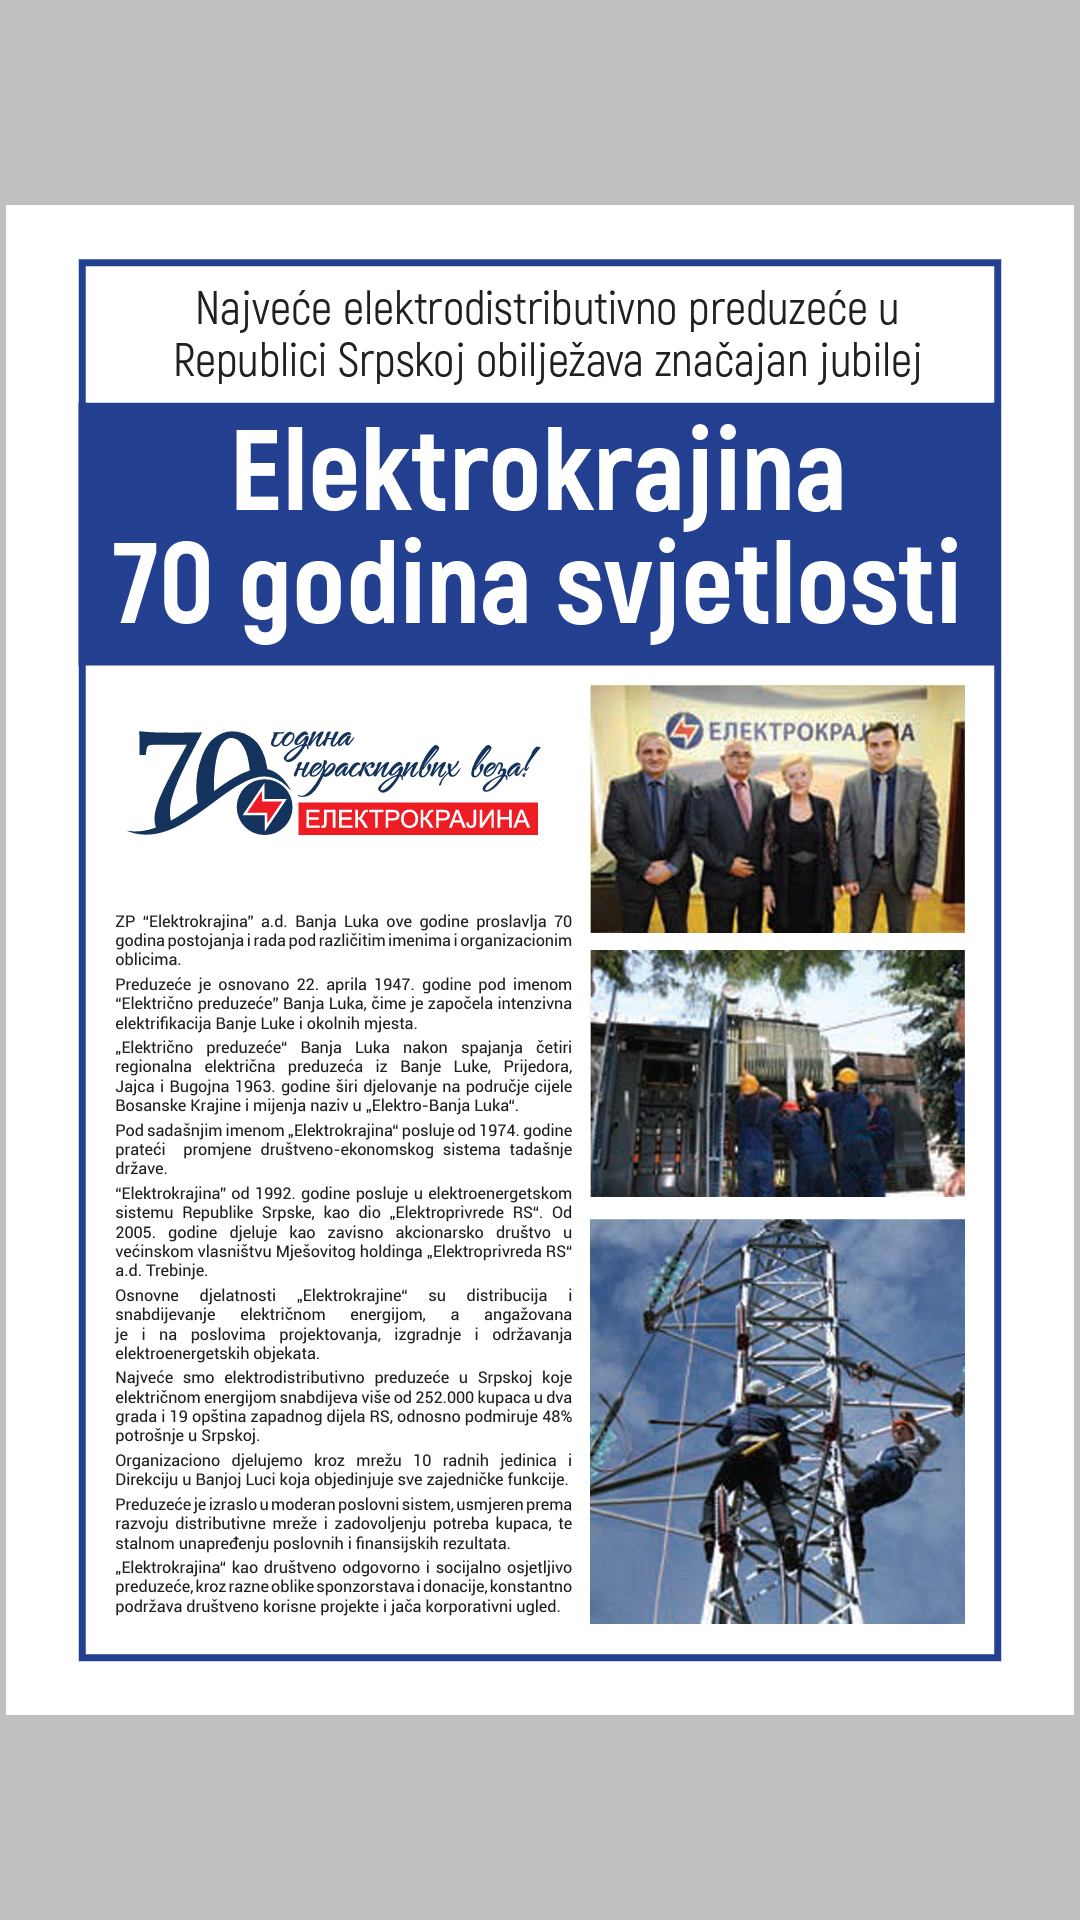 Najveće elektrodistributivno preduzeće u
Republici Srpskoj obilježava značajan jubilej
Elektrokrajina
70 godina svjetlosti
70 година
нераскидивих веза!
ЕЛЕКТРОКРАЈИНА
ЕЛЕКТРОКРАЈИНА
ZP “Elektrokrajina” a.d. Banja Luka ove godine proslavlja 70
godina postojanja i rada pod različitim imenima i organizacionim
oblicima.
Preduzeće je osnovano 22. aprila 1947. godine pod imenom
“Električno preduzeće” Banja Luka, čime je započela intenzivna
elektrifikacija Banje Luke i okolnih mjesta.
„Električno preduzeće“ Banja Luka nakon spajanja četiri
regionalna električna preduzeća iz Banje Luke, Prijedora,
Jajca i Bugojna 1963. godine širi djelovanje na područje cijele
Bosanske Krajine i mijenja naziv u „Elektro-Banja Luka“.
Pod sadašnjim imenom „Elektrokrajina“ posluje od 1974. godine
prateći promjene društveno-ekonomskog sistema tadašnje
države.
“Elektrokrajina” od 1992. godine posluje u elektroenergetskom
sistemu Republike Srpske, kao dio „Elektroprivrede RS“. Od
2005. godine djeluje kao zavisno akcionarsko društvo u
većinskom vlasništvu Mješovitog holdinga „Elektroprivreda RS“
a.d. Trebinje.
Osnovne djelatnosti „Elektrokrajine“ su distribucija i
snabdijevanje električnom energijom, a angažovana
je i na poslovima projektovanja, izgradnje i održavanja
elektroenergetskih objekata.
Najveće smo elektrodistributivno preduzeće u Srpskoj koje
električnom energijom snabdijeva više od 252.000 kupaca u dva
grada i 19 opština zapadnog dijela RS, odnosno podmiruje 48%
potrošnje u Srpskoj.
Organizaciono djelujemo kroz mrežu 10 radnih jedinica i
Direkciju u Banjoj Luci koja objedinjuje sve zajedničke funkcije.
Preduzeće je izraslo u moderan poslovni sistem, usmjeren prema
razvoju distributivne mreže i zadovoljenju potreba kupaca, te
stalnom unapređenju poslovnih i finansijskih rezultata.
„Elektrokrajina“ kao društveno odgovorno i socijalno osjetljivo
preduzeće, kroz razne oblike sponzorstava i donacije, konstantno
podržava društveno korisne projekte i jača korporativni ugled.